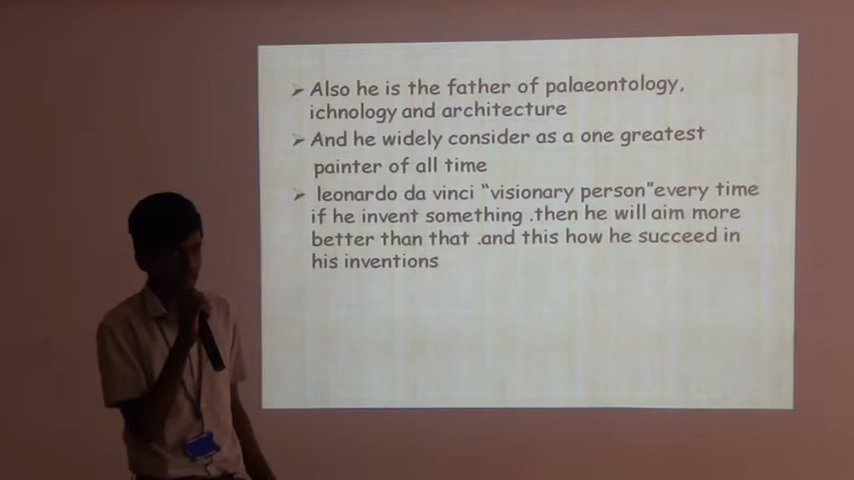 ➢ Also he is the father of palaeontology,
ichnology and architecture
➢ And he widely consider as a one greatest
painter of all time
➢ leonardo da vinci “visionary person”every time
if he invent something .then he will aim more
better than that .and this how he succeed in
his inventions